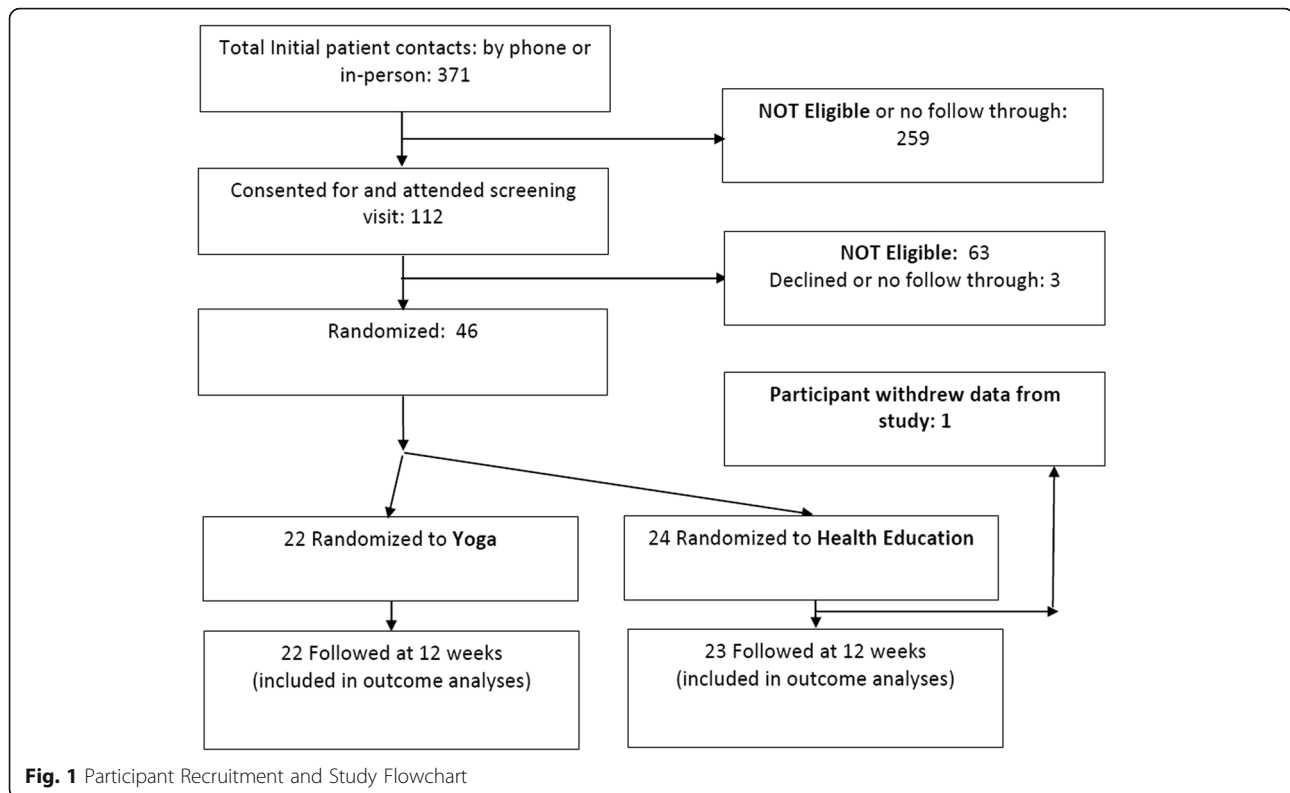 Total Initial patient contacts: by phone or
in-person: 371
NOT Eligible or no follow through:
259
Consented for and attended screening
visit: 112
NOT Eligible: 63
Declined or no follow through: 3
Randomized: 46
Participant withdrew data from
study: 1
22 Randomized to Yoga
24 Randomized to Health Education
22 Followed at 12 weeks
(included in outcome analyses)
23 Followed at 12 weeks
(included in outcome analyses)
Fig. 1 Participant Recruitment and Study Flowchart